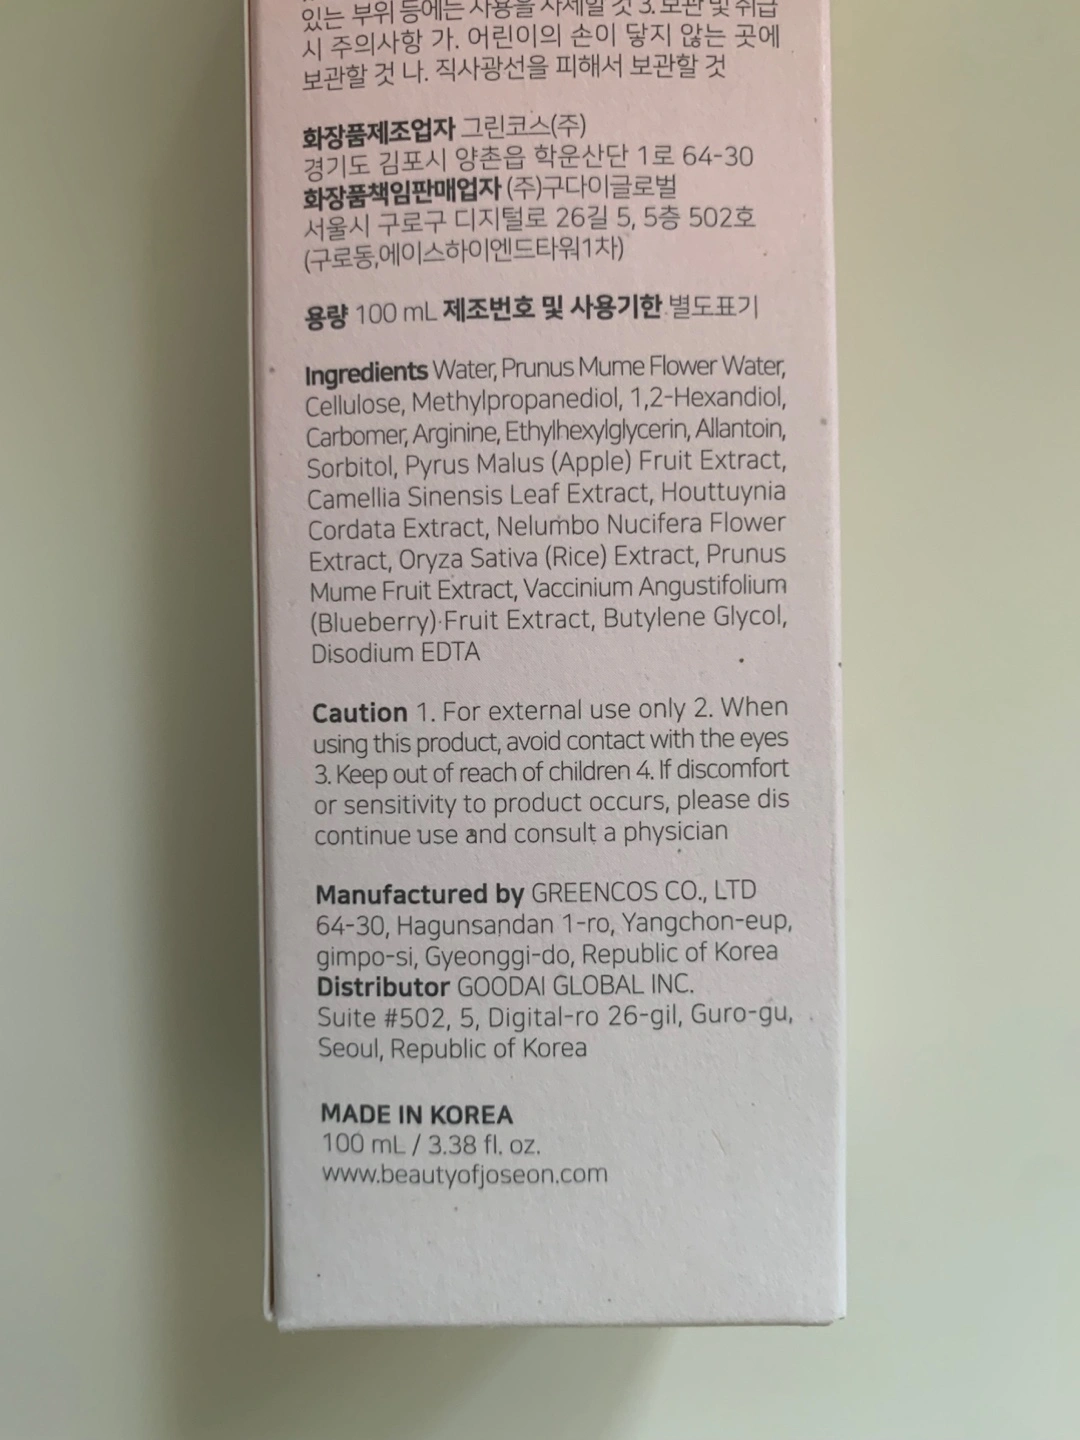 있는 부위 등에는 사용을 자제할 것 3. 보관 및 취급
시 주의사항 가. 어린이의 손이 닿지 않는 곳에
보관할 것 나. 직사광선을 피해서 보관할 것
화장품제조업자 그린코스(주)
경기도 김포시 양촌읍 학운산단 1로 64-30
화장품책임판매업자 (주)구다이글로벌
서울시 구로구 디지털로 26길 5, 5층 502호
(구로동,에이스하이엔드타워1차)
용량 100 mL 제조번호 및 사용기한 별도표기
Ingredients Water, Prunus Mume Flower Water,
Cellulose, Methylpropanediol, 1,2-Hexandiol,
Carbomer, Arginine, Ethylhexylglycerin, Allantoin,
Sorbitol, Pyrus Malus (Apple) Fruit Extract,
Camellia Sinensis Leaf Extract, Houttuynia
Cordata Extract, Nelumbo Nucifera Flower
Extract, Oryza Sativa (Rice) Extract, Prunus
Mume Fruit Extract, Vaccinium Angustifolium
(Blueberry) Fruit Extract, Butylene Glycol,
Disodium EDTA
Caution 1. For external use only 2. When
using this product, avoid contact with the eyes
3. Keep out of reach of children 4. If discomfort
or sensitivity to product occurs, please dis
continue use and consult a physician
Manufactured by GREENCOS CO., LTD
64-30, Hagunsandan 1-ro, Yangchon-eup,
gimpo-si, Gyeonggi-do, Republic of Korea
Distributor GOODAI GLOBAL INC.
Suite #502, 5, Digital-ro 26-gil, Guro-gu,
Seoul, Republic of Korea
MADE IN KOREA
100 mL / 3.38 fl. oz.
www.beautyofjoseon.com